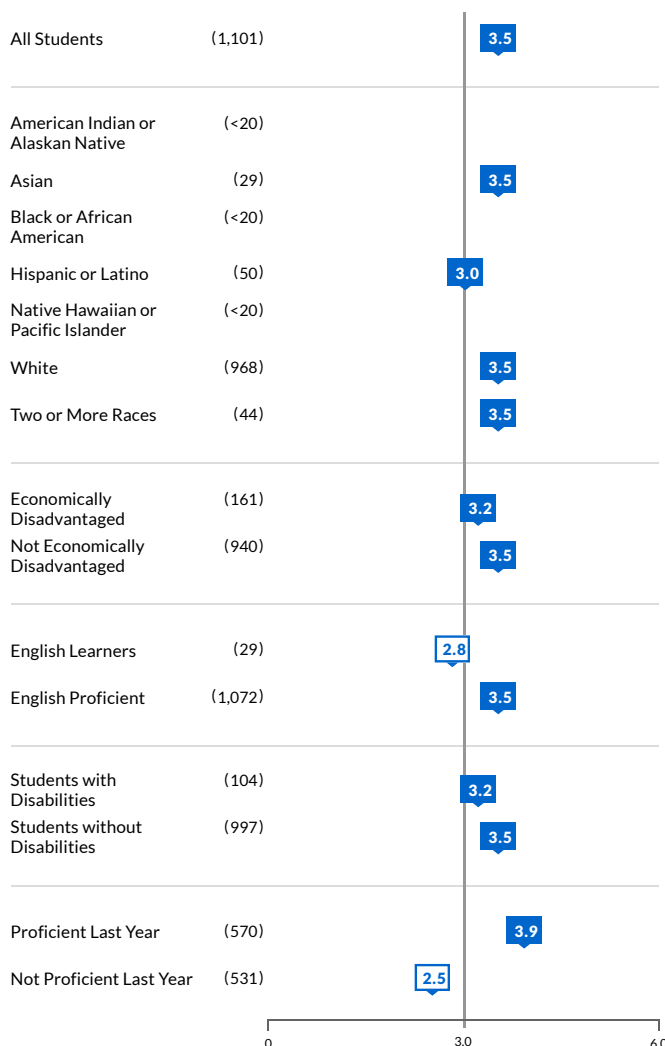 All Students (1,101) 3.5
American Indian or (<20)
Alaskan Native
Asian (29) 3.5
Black or African (<20)
American
Hispanic or Latino (50) 3.0
Native Hawaiian or (<20)
Pacific Islander
White (968) 3.5
Two or More Races (44) 3.5
Economically (161)
Disadvantaged 3.2
Not Economically (940)
Disadvantaged 3.5
English Learners (29) 2.8
English Proficient (1,072) 3.5
Students with (104)
Disabilities 3.2
Students without (997)
Disabilities 3.5
Proficient Last Year (570) 3.9
Not Proficient Last Year (531) 2.5
0 3.0 6.0